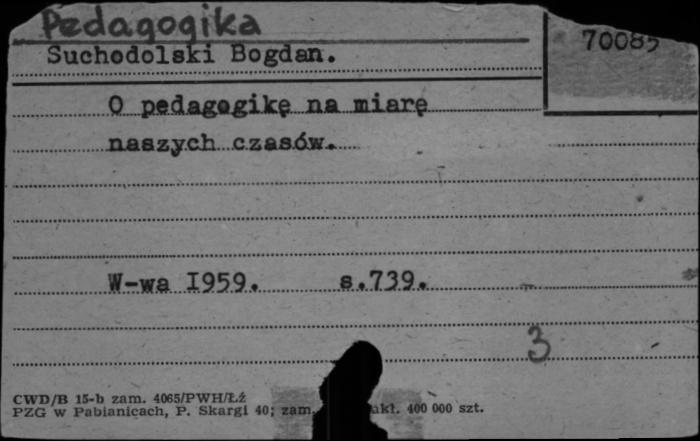 Pedagogika
70085
Suchodolski Bogdan.
O pedagogikę na miarę
naszych czasów.
W-wa I959. s.739.
3
CWD/B 15-b zam. 4065/PWH/Łź
PZG w Pabianicach, P. Skargi 40; zam. akł. 400 000 szt.